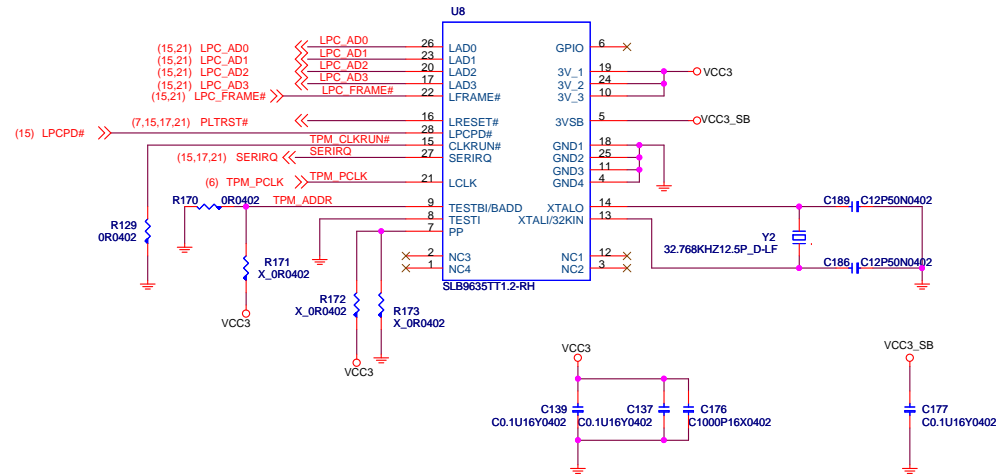 U8
(15,21) LPC_AD0 LPC_AD0 26 LAD0 GPIO 6
(15,21) LPC_AD1 LPC_AD1 23 LAD1
(15,21) LPC_AD2 LPC_AD2 20 LAD2 3V_1 19 VCC3
(15,21) LPC_AD3 LPC_AD3 17 LAD3 3V_2 24
(15,21) LPC_FRAME# LPC_FRAME# 22 LFRAME# 3V_3 10
(7,15,17,21) PLTRST# 16 LRESET# 3VSB 5 VCC3_SB
(15) LPCPD# 28 LPCPD#
TPM_CLKRUN# 15 CLKRUN# GND1 18
(15,17,21) SERIRQ SERIRQ 27 SERIRQ GND2 25
GND3 11
(6) TPM_PCLK TPM_PCLK 21 LCLK GND4 4
R170 0R0402 TPM_ADDR 9 TESTBI/BADD XTALO 14 C189 C12P50N0402
8 TESTI XTALI/32KIN 13
R129
0R0402
7 PP
Y2
32.768KHZ12.5P_D-LF
2 NC3 NC1 12
1 NC4 NC2 3
C186 C12P50N0402
R171
X_0R0402
SLB9635TT1.2-RH
R172
X_0R0402
R173
X_0R0402
VCC3
VCC3
VCC3
VCC3_SB
C139
C0.1U16Y0402
C137
C0.1U16Y0402
C176
C1000P16X0402
C177
C0.1U16Y0402